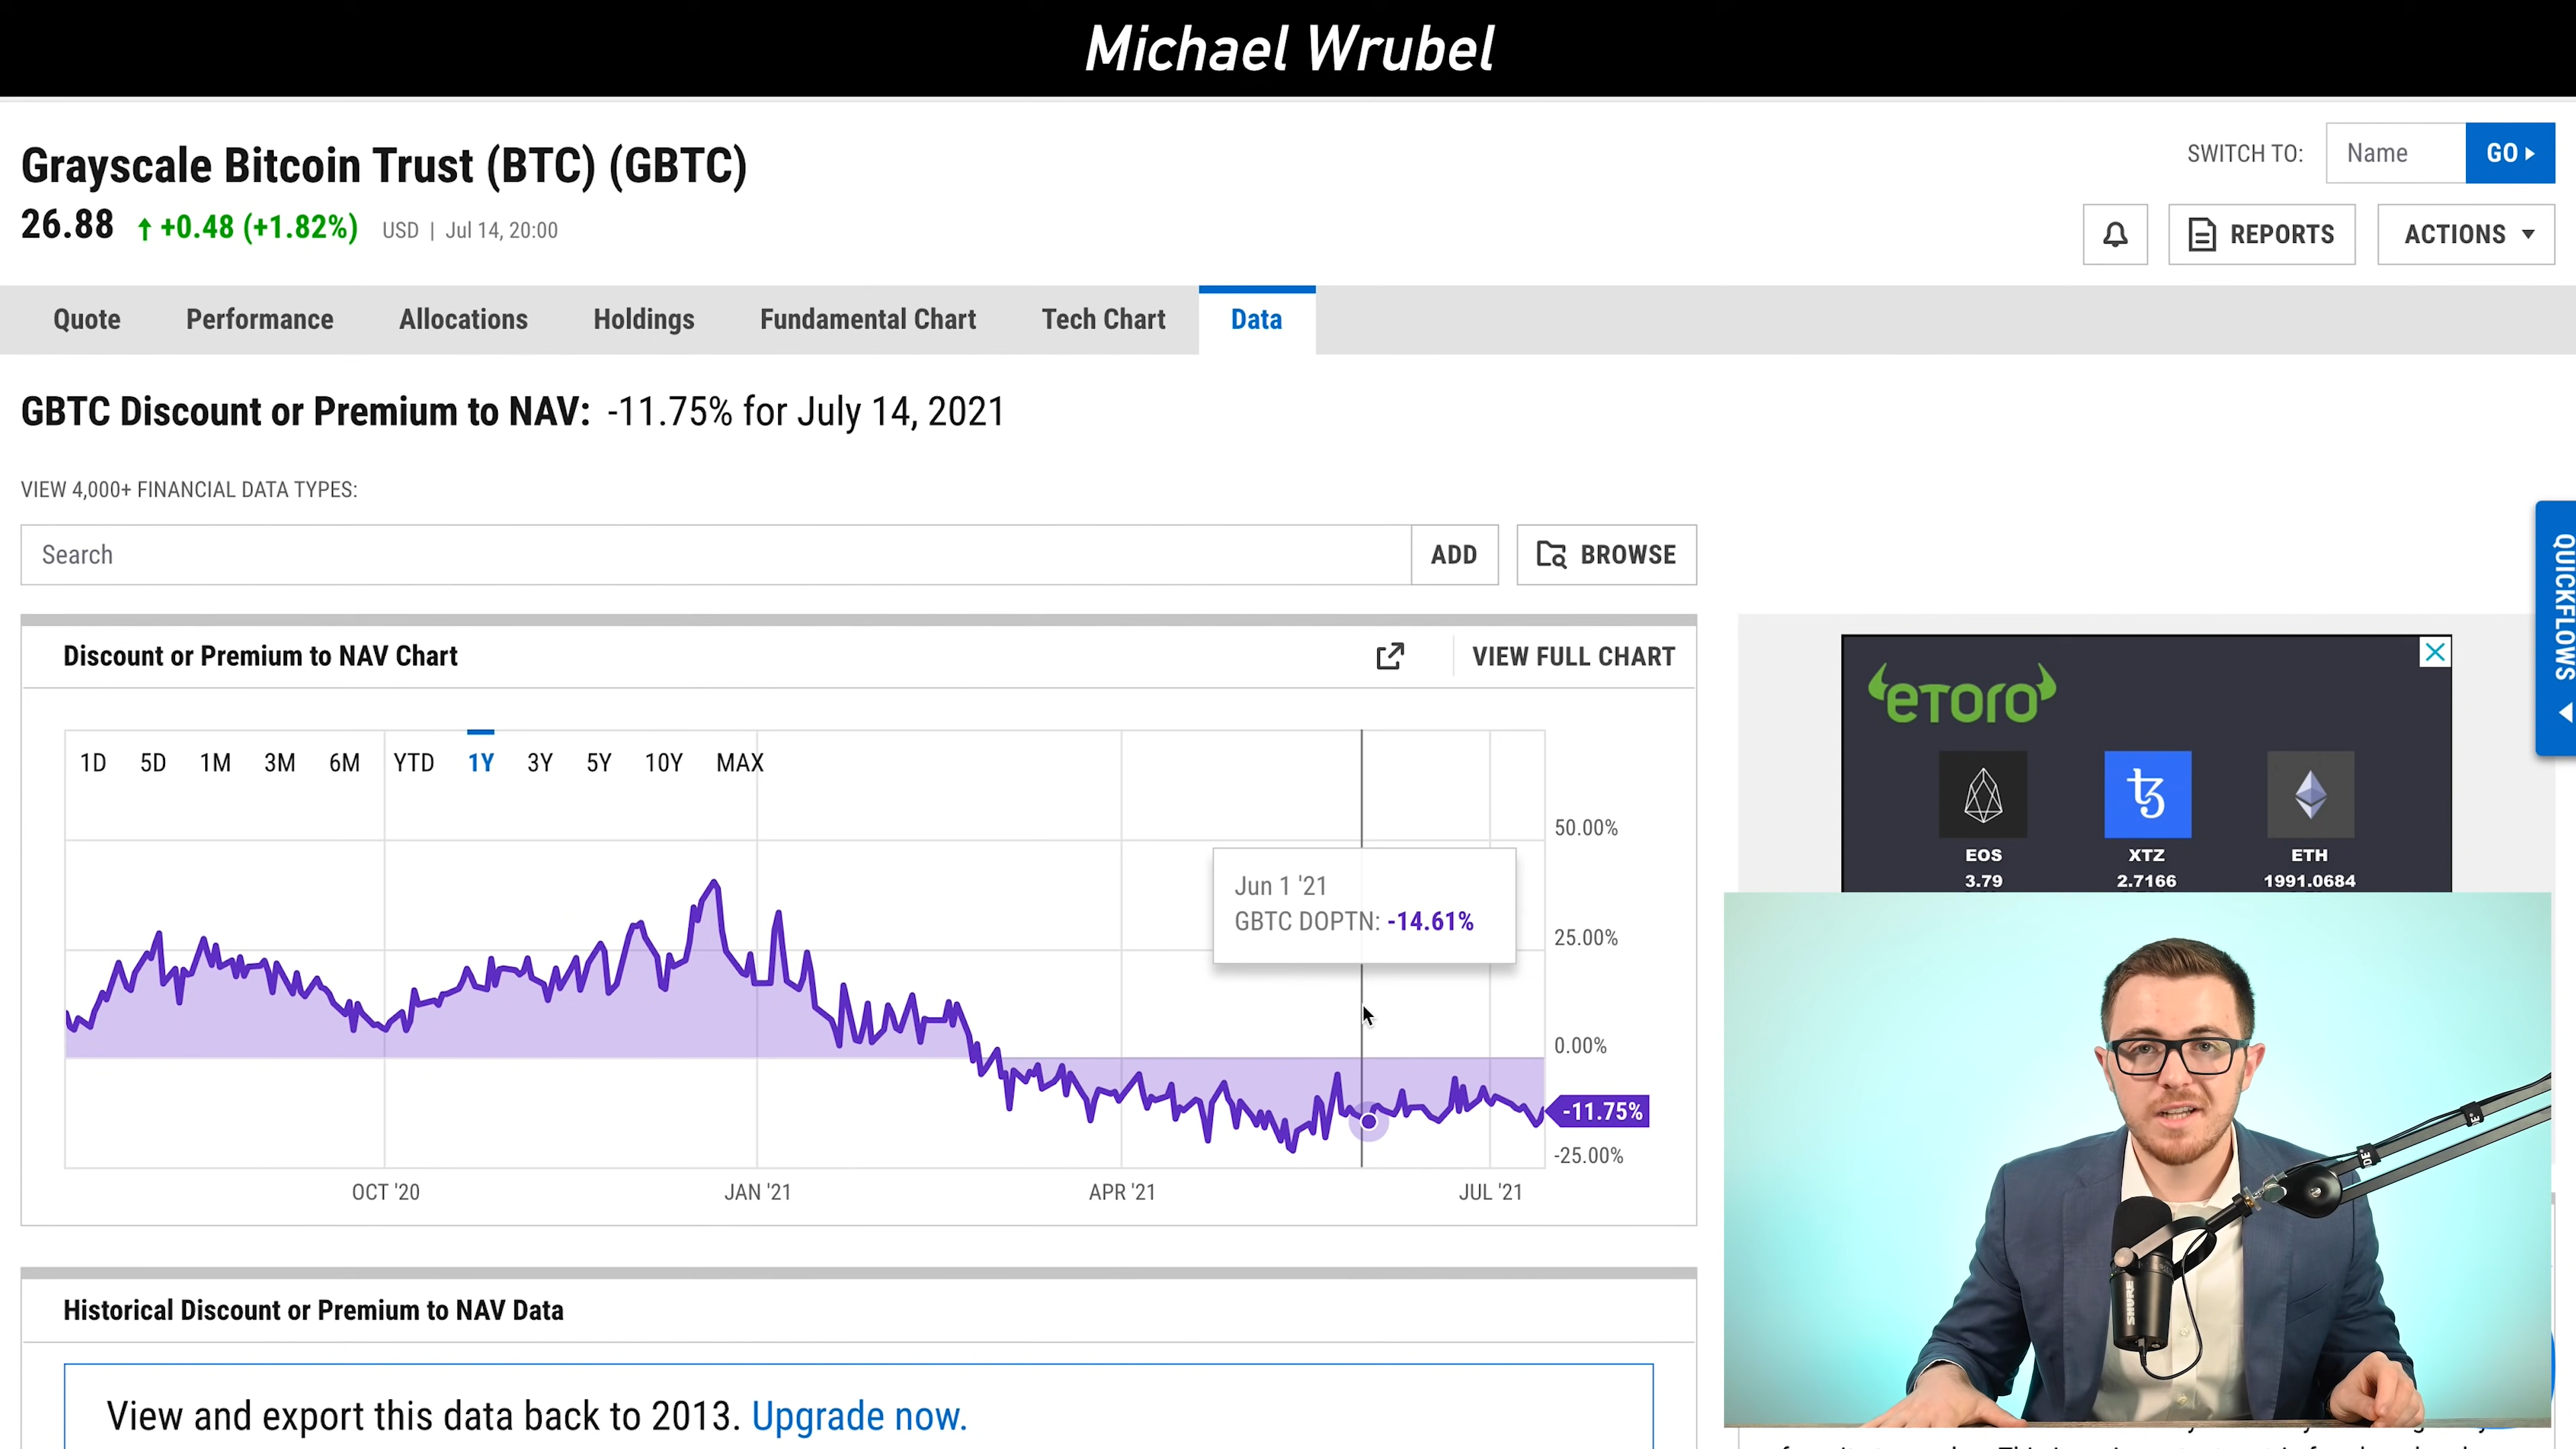 Michael Wrubel
Grayscale Bitcoin Trust (BTC) (GBTC)
SWITCH TO: Name GO
26.88 +0.48 (+1.82%) USD | Jul 14, 20:00
REPORTS ACTIONS
Quote Performance Allocations Holdings Fundamental Chart Tech Chart Data
GBTC Discount or Premium to NAV: -11.75% for July 14, 2021
VIEW 4,000+ FINANCIAL DATA TYPES:
Search ADD BROWSE
QUICKFLOWS
Discount or Premium to NAV Chart VIEW FULL CHART
1D 5D 1M 3M 6M YTD 1Y 3Y 5Y 10Y MAX
50.00%
25.00%
0.00%
-11.75%
-25.00%
Jun 1 '21
GBTC DOPTN: -14.61%
OCT '20 JAN '21 APR '21 JUL '21
eTORO
EOS XTZ ETH
3.79 2.7166 1991.0684
SHURE
Historical Discount or Premium to NAV Data
View and export this data back to 2013. Upgrade now.